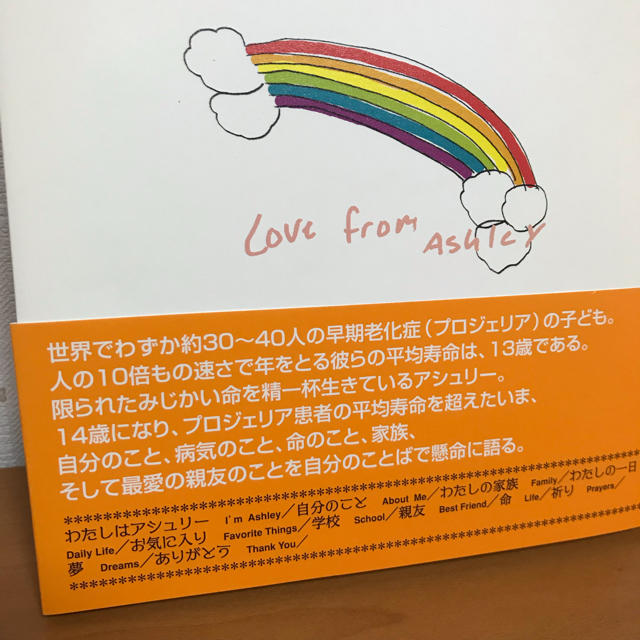 Love from Ashley
世界でわずか約30〜40人の早期老化症(プロジェリア)の子ども。
人の10倍もの速さで年をとる彼らの平均寿命は、13歳である。
限られたみじかい命を精一杯生きているアシュリー。
14歳になり、プロジェリア患者の平均寿命を超えたいま、
自分のこと、病気のこと、命のこと、家族、
そして最愛の親友のことを自分のことばで懸命に語る。
************************************************************
わたしはアシュリー I'm Ashley/自分のこと About Me/わたしの家族 Family/わたしの一日
Daily Life/お気に入り Favorite Things/学校 School/親友 Best Friend/命 Life/祈り Prayers/
夢 Dreams/ありがとう Thank You/
************************************************************